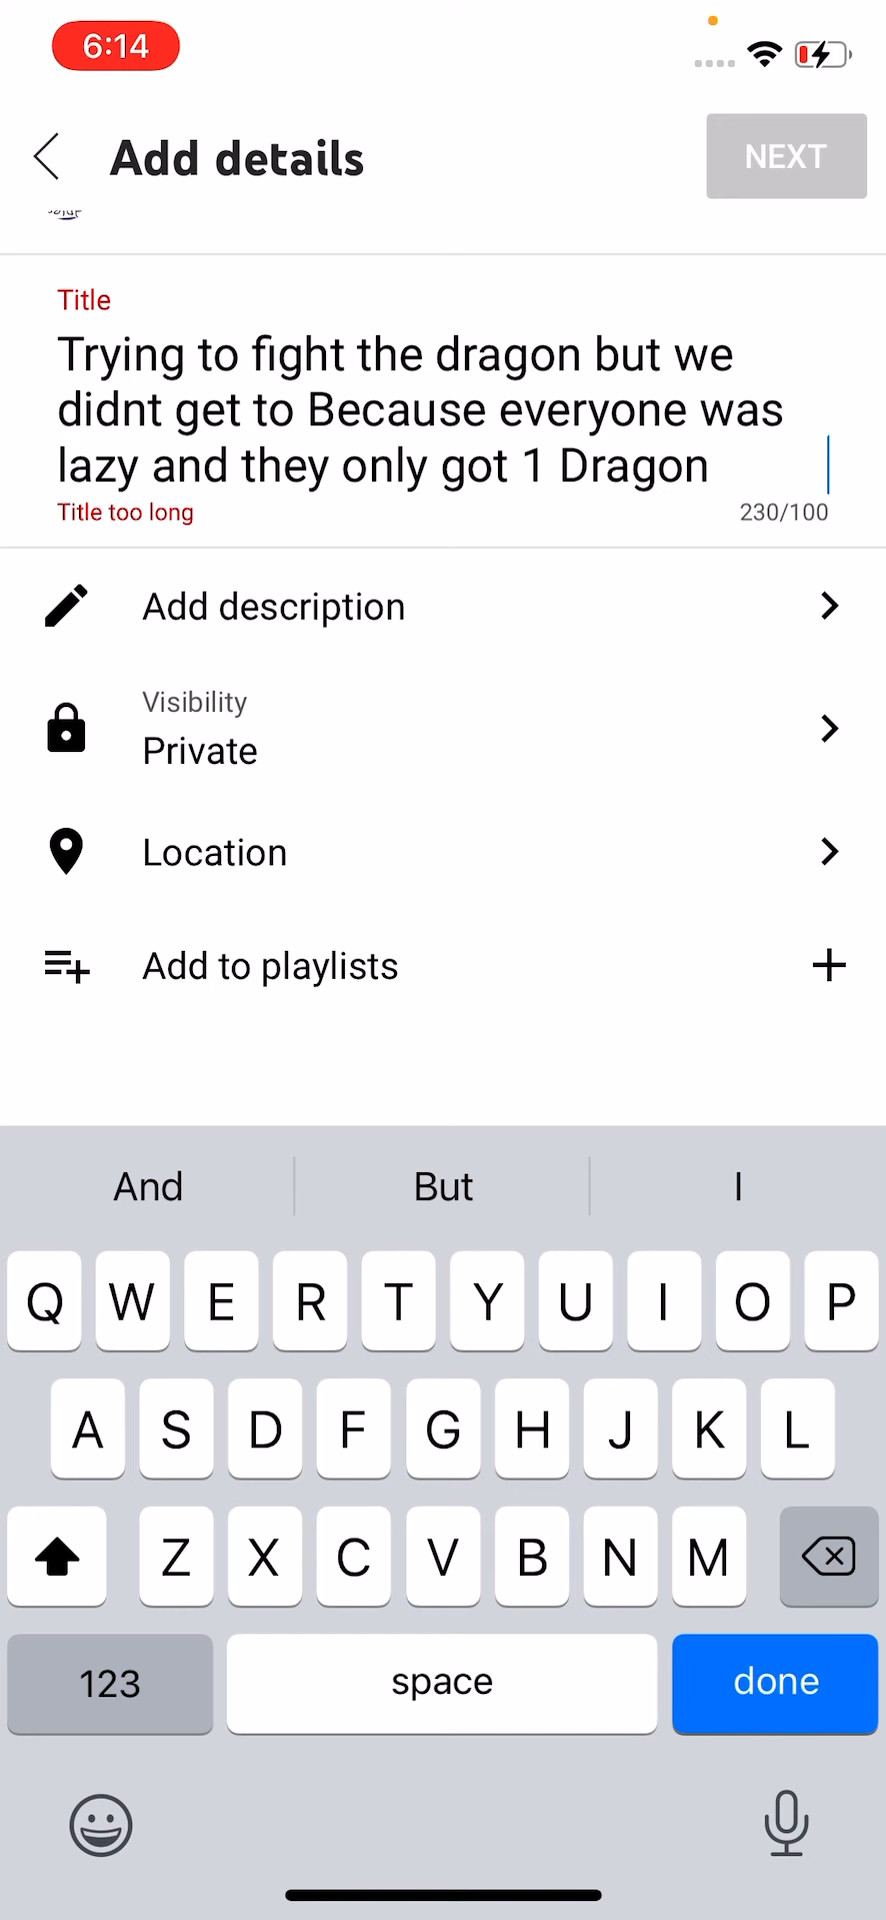 6:14
Add details
NEXT
Title
Trying to fight the dragon but we
didnt get to Because everyone was
lazy and they only got 1 Dragon
Title too long
230/100
Add description
Visibility
Private
Location
Add to playlists
And But I
Q W E R T Y U I O P
A S D F G H J K L
Z X C V B N M
123 space done